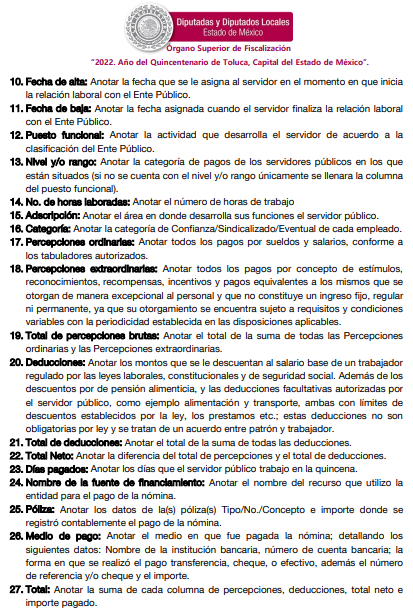 Diputadas y Diputados Locales
Estado de México
Órgano Superior de Fiscalización
“2022. Año del Quincentenario de Toluca, Capital del Estado de México”.
10. Fecha de alta: Anotar la fecha que se le asigna al servidor en el momento en que inicia
la relación laboral con el Ente Público.
11. Fecha de baja: Anotar la fecha asignada cuando el servidor finaliza la relación laboral
con el Ente Público.
12. Puesto funcional: Anotar la actividad que desarrolla el servidor de acuerdo a la
clasificación del Ente Público.
13. Nivel y/o rango: Anotar la categoría de pagos de los servidores públicos en los que
están situados (si no se cuenta con el nivel y/o rango únicamente se llenara la columna
del puesto funcional).
14. No. de horas laboradas: Anotar el número de horas de trabajo
15. Adscripción: Anotar el área en donde desarrolla sus funciones el servidor público.
16. Categoría: Anotar la categoría de Confianza/Sindicalizado/Eventual de cada empleado.
17. Percepciones ordinarias: Anotar todos los pagos por sueldos y salarios, conforme a
los tabuladores autorizados.
18. Percepciones extraordinarias: Anotar todos los pagos por concepto de estímulos,
reconocimientos, recompensas, incentivos y pagos equivalentes a los mismos que se
otorgan de manera excepcional al personal y que no constituye un ingreso fijo, regular
ni permanente, ya que su otorgamiento se encuentra sujeto a requisitos y condiciones
variables con la periodicidad establecida en las disposiciones aplicables.
19. Total de percepciones brutas: Anotar el total de la suma de todas las Percepciones
ordinarias y las Percepciones extraordinarias.
20. Deducciones: Anotar los montos que se le descuentan al salario base de un trabajador
regulado por las leyes laborales, constitucionales y de seguridad social. Además de los
descuentos por de pensión alimenticia, y las deducciones facultativas autorizadas por
el servidor público, como ejemplo alimentación y transporte, ambas con límites de
descuentos establecidos por la ley, los prestamos etc.; estas deducciones no son
obligatorias por ley y se tratan de un acuerdo entre patrón y trabajador.
21. Total de deducciones: Anotar el total de la suma de todas las deducciones.
22. Total Neto: Anotar la diferencia del total de percepciones y el total de deducciones.
23. Días pagados: Anotar los días que el servidor público trabajo en la quincena.
24. Nombre de la fuente de financiamiento: Anotar el nombre del recurso que utilizo la
entidad para el pago de la nómina.
25. Póliza: Anotar los datos de la(s) póliza(s) Tipo/No./Concepto e importe donde se
registró contablemente el pago de la nómina.
26. Medio de pago: Anotar el medio en que fue pagada la nómina; detallando los
siguientes datos: Nombre de la institución bancaria, número de cuenta bancaria; la
forma en que se realizó el pago transferencia, cheque, o efectivo, además el número
de referencia y/o cheque y el importe.
27. Total: Anotar la suma de cada columna de percepciones, deducciones, total neto e
importe pagado.